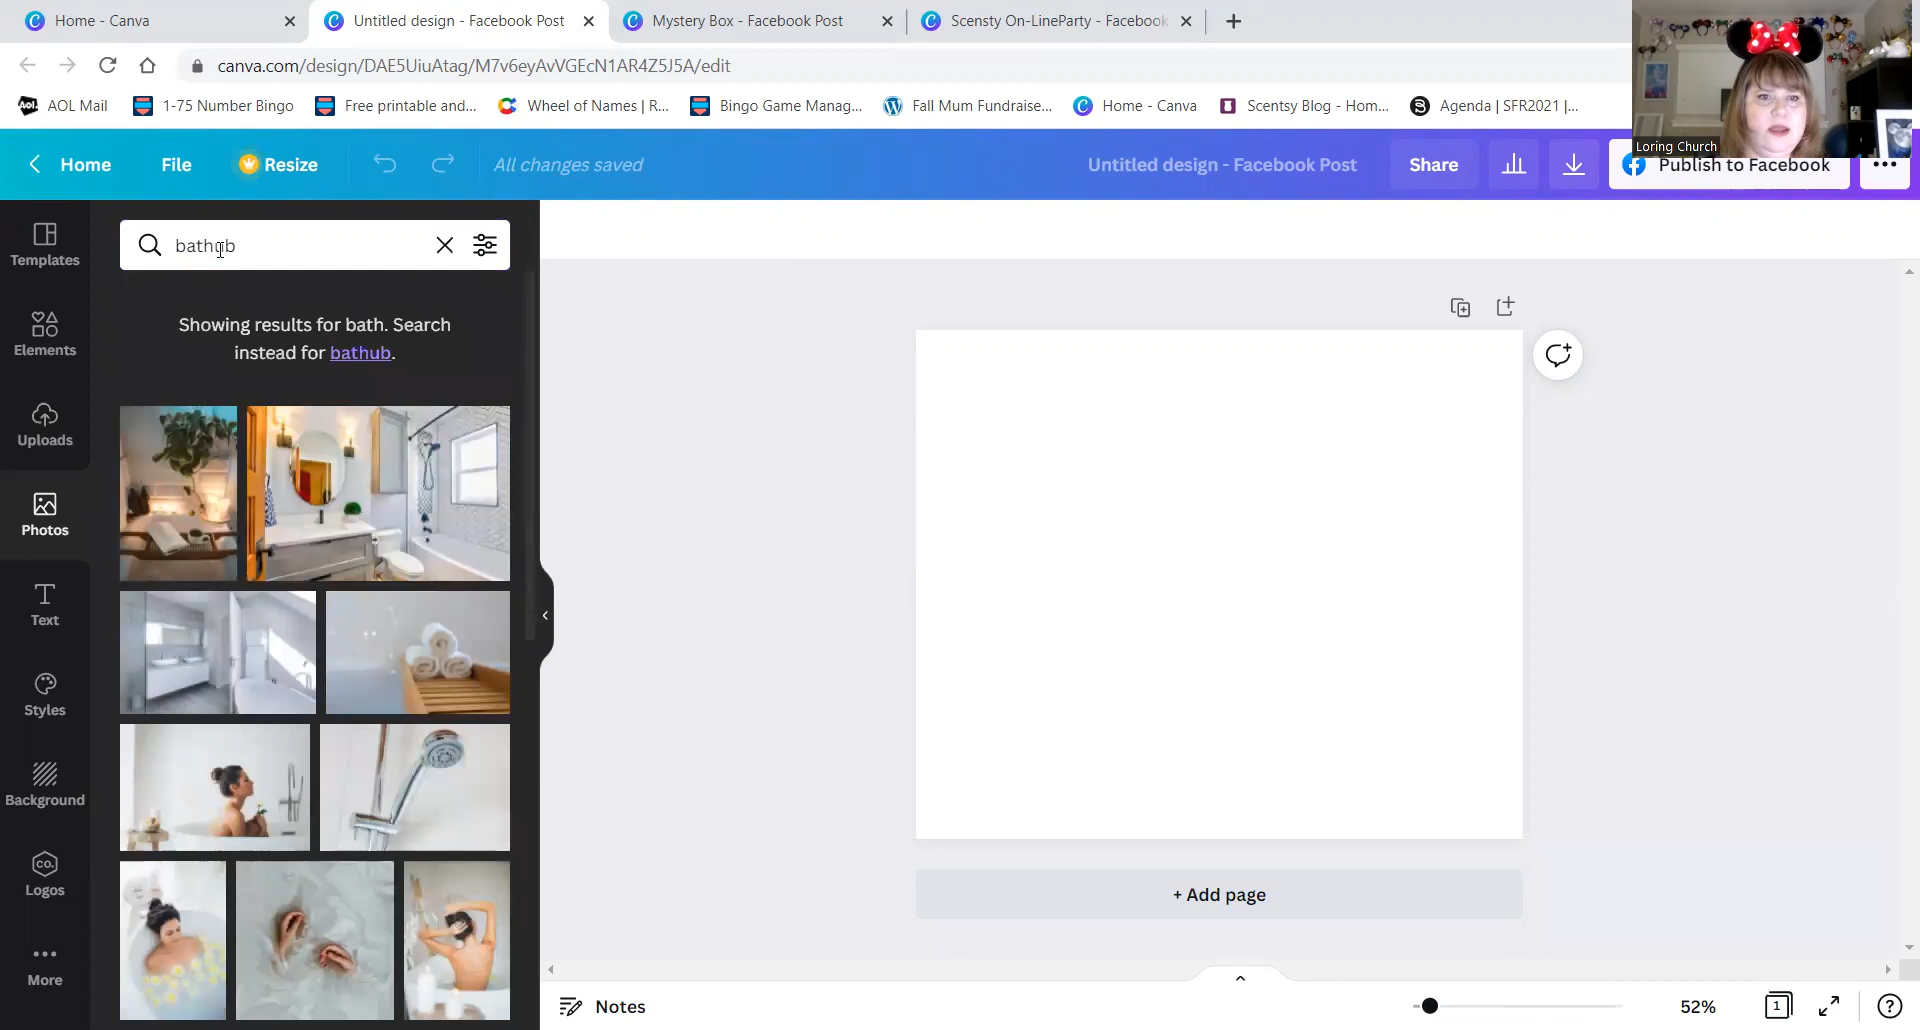 Home - Canva
Untitled design - Facebook Post
Mystery Box - Facebook Post
Scensty On-LineParty - Facebook
canva.com/design/DAE5UiuAtag/M7v6eyAvVGEcN1AR4Z5J5A/edit
Aol. AOL Mail
1-75 Number Bingo
Free printable and...
Wheel of Names | R...
Bingo Game Manag...
Fall Mum Fundraise...
Home - Canva
Scentsy Blog - Hom...
Agenda | SFR2021 |...
Loring Church
Home
File
Resize
All changes saved
Untitled design - Facebook Post
Share
Publish to Facebook
Templates
Elements
Uploads
Photos
Text
Styles
Background
CO.
Logos
More
bathub
Showing results for bath. Search
instead for bathub.
+ Add page
Notes
52%
1
?